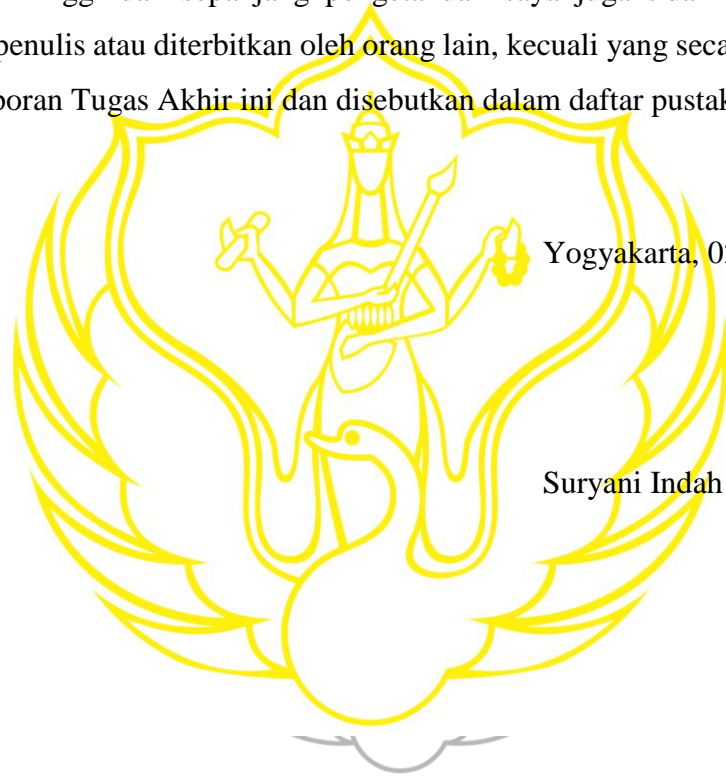 penulis atau diterbitkan oleh orang lain, kecuali yang seca
poran Tugas Akhir ini dan disebutkan dalam daftar pustak
Yogyakarta, 0
Suryani Indah